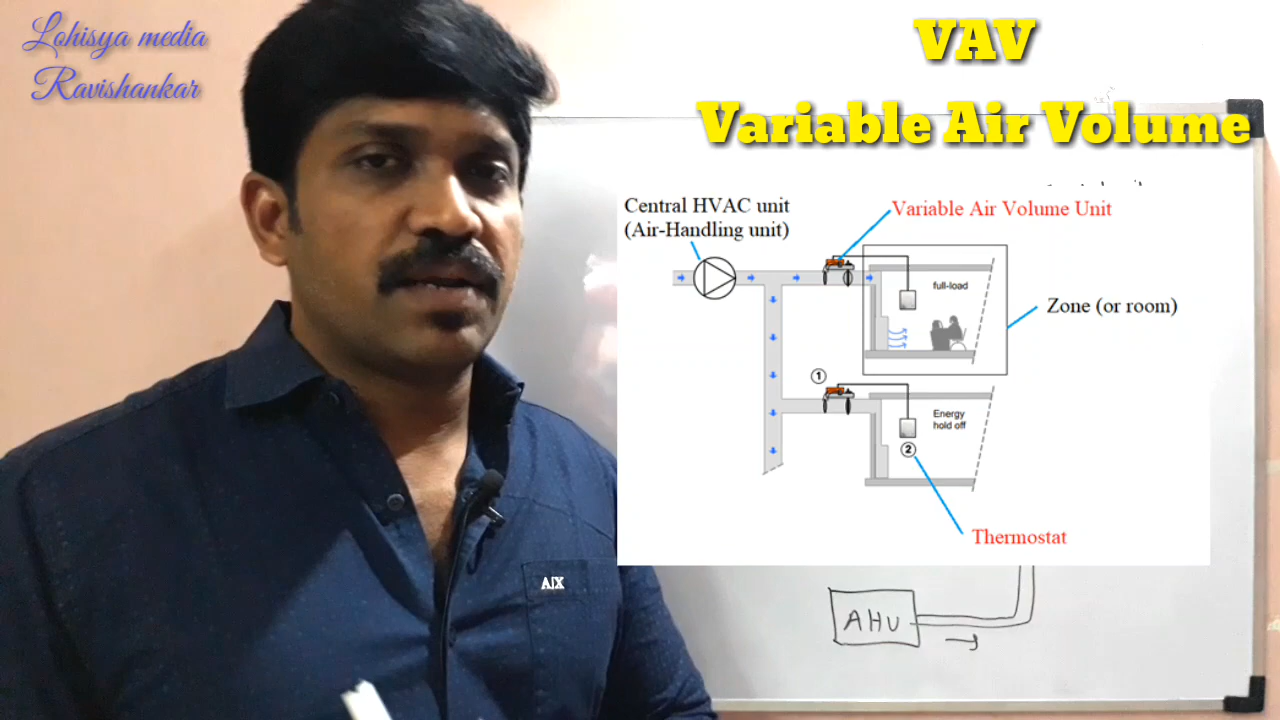 Lohisya media
Ravishankar
VAV
Variable Air Volume
Central HVAC unit
(Air-Handling unit)
Variable Air Volume Unit
full-load
Zone (or room)
1
Energy
hold off
2
Thermostat
A|X
AHU